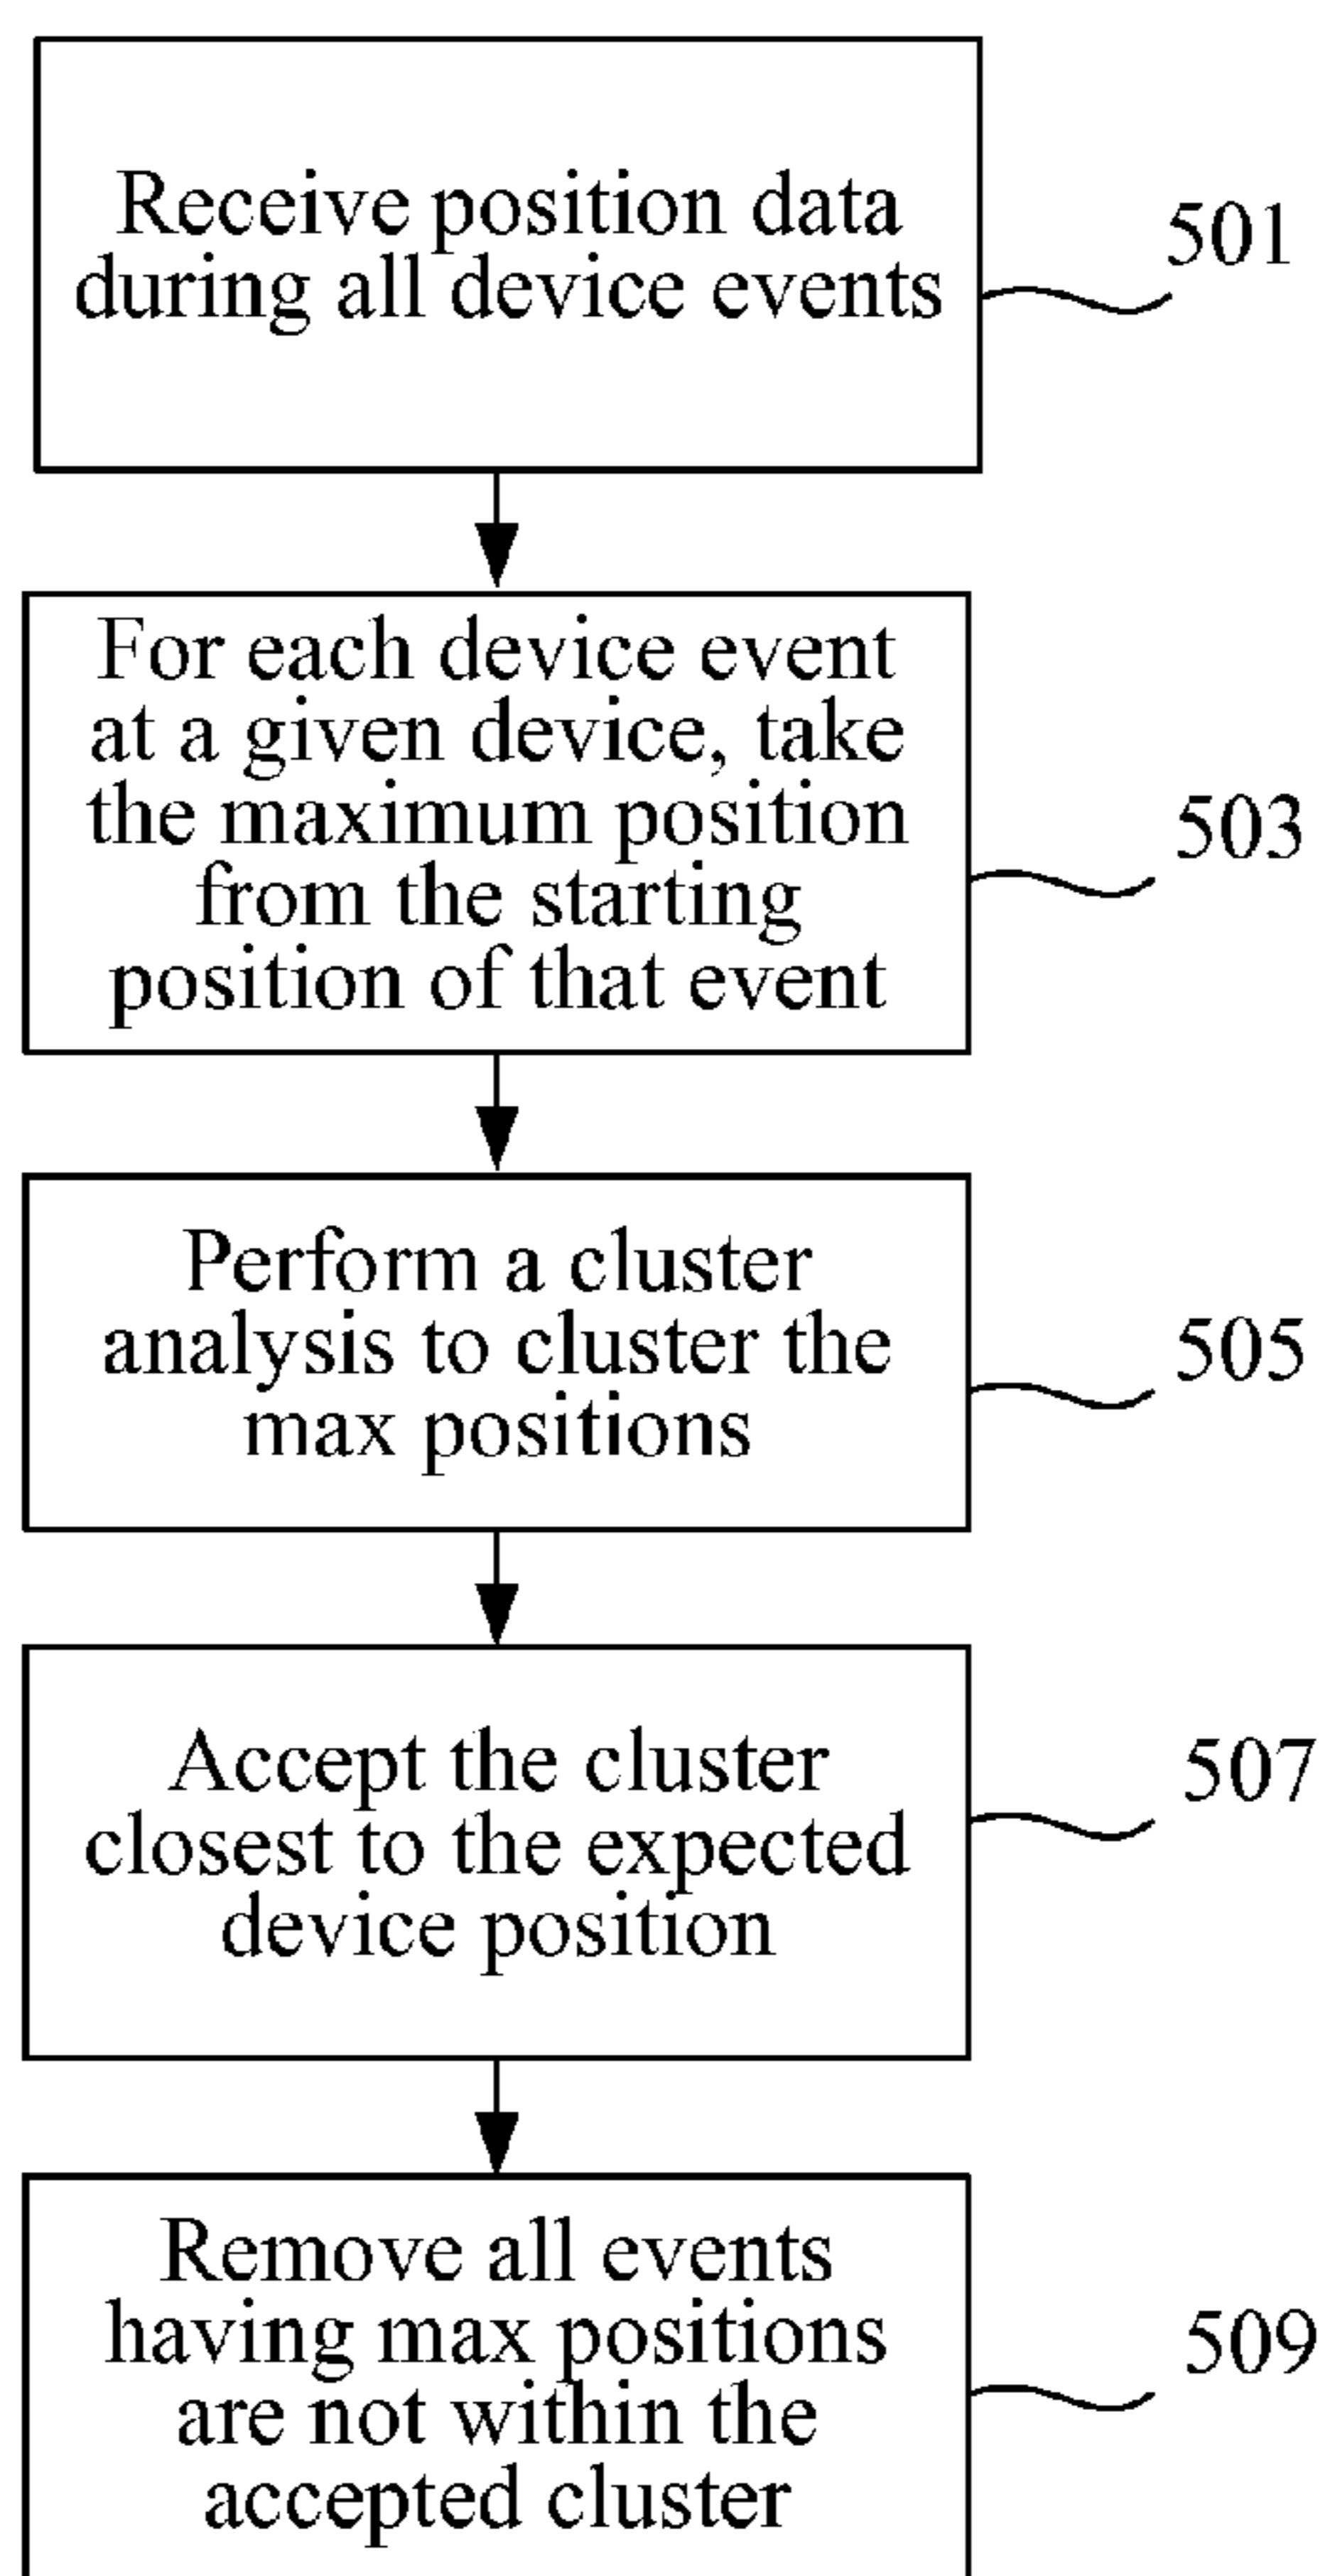 Receive position data
during all device events
501
For each device event
at a given device, take
the maximum position
from the starting
position of that event
503
Perform a cluster
analysis to cluster the
max positions
505
Accept the cluster
closest to the expected
device position
507
Remove all events
having max positions
are not within the
accepted cluster
509